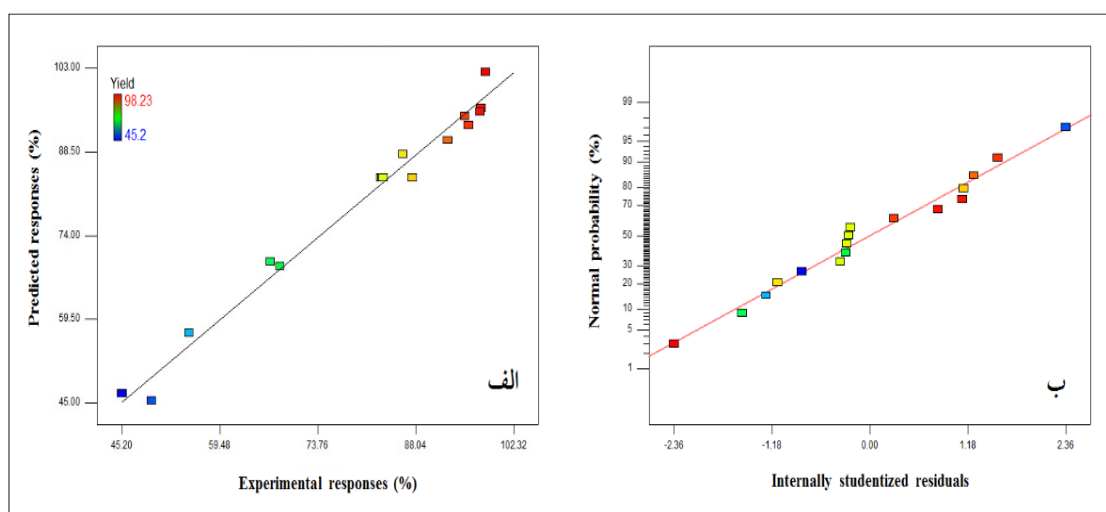 Predicted responses (%)
103.00
88.50
74.00
59.50
45.00
Yield
98.23
45.2
الف
45.20 59.48 73.76 88.04 102.32
Experimental responses (%)
Normal probability (%)
99
95
90
80
70
50
30
20
10
5
1
ب
-2.36 -1.18 0.00 1.18 2.36
Internally studentized residuals